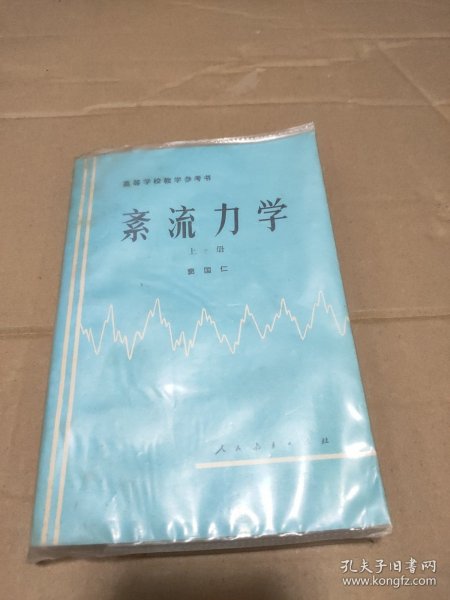 高等学校教学参考书
紊流力学
上册
窦国仁
人民教育出版社
孔夫子旧书网
www.kongfz.com